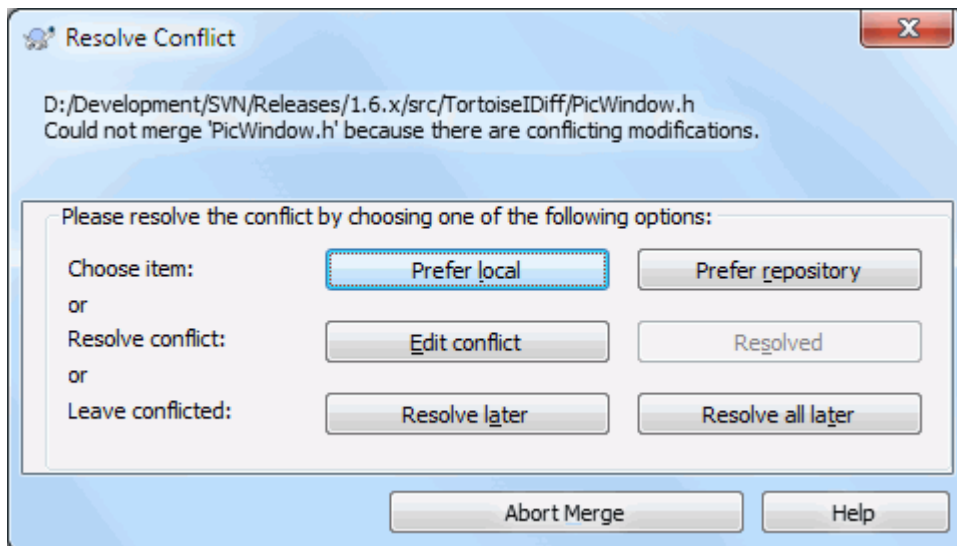 Resolve Conflict
D:/Development/SVN/Releases/1.6.x/src/TortoiseIDiff/PicWindow.h
Could not merge 'PicWindow.h' because there are conflicting modifications.
Please resolve the conflict by choosing one of the following options:
Choose item: Prefer local Prefer repository
or
Resolve conflict: Edit conflict Resolved
or
Leave conflicted: Resolve later Resolve all later
Abort Merge Help